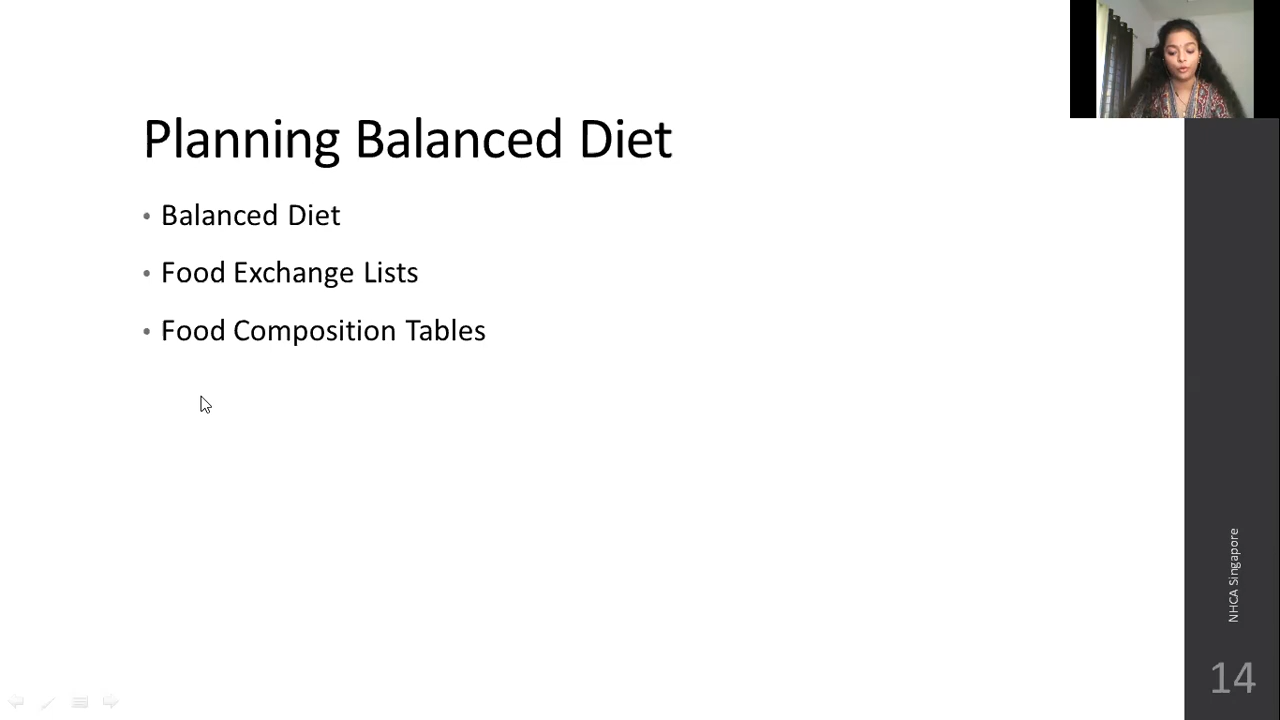 Planning Balanced Diet
• Balanced Diet
• Food Exchange Lists
• Food Composition Tables
NHCA Singapore
14